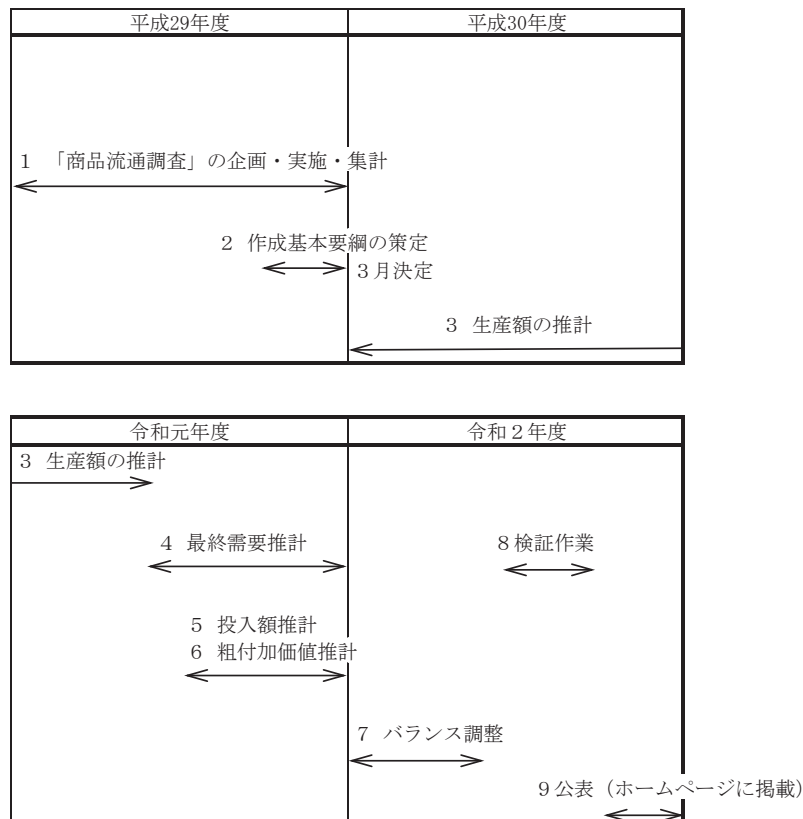 平成29年度
平成30年度
1 「商品流通調査」の企画・実施・集計
2 作成基本要綱の策定
3月決定
3 生産額の推計
令和元年度
令和2年度
3 生産額の推計
4 最終需要推計
8検証作業
5 投入額推計
6 粗付加価値推計
7 バランス調整
9公表（ホームページに掲載）